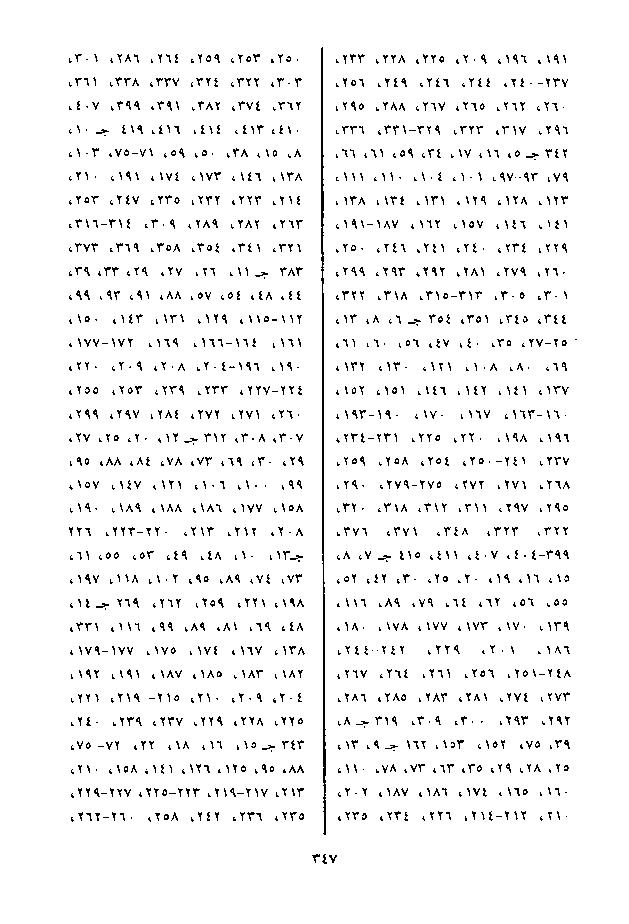 ١٩١، ١٩٦، ٢٠٩، ٢٢٥، ٢٢٨، ٢٣٣،
٢٣٧-٢٤٠، ٢٤٤، ٢٤٦، ٢٤٩، ٢٥٦،
٢٦٠، ٢٦٢، ٢٦٥، ٢٦٧، ٢٨٨، ٢٩٥،
٢٩٦، ٣١٧، ٣٢٣، ٣٢٩-٣٣١، ٣٣٦،
٣٤٢ جـ ٥، ١٦، ١٧، ٣٤، ٥٩، ٦١، ٦٦،
٧٩، ٩٣-٩٧، ١٠١، ١٠٤، ١١٠، ١١١،
١٢٣، ١٢٨، ١٢٩، ١٣١، ١٣٤، ١٣٨،
١٤١، ١٤٦، ١٥٧، ١٦٢، ١٨٧-١٩١،
٢٢٩، ٢٣٤، ٢٤٠، ٢٤١، ٢٤٦، ٢٥٠،
٢٦٠، ٢٧٩، ٢٨١، ٢٩٢، ٢٩٣، ٢٩٩،
٣٠١، ٣٠٥، ٣١٣-٣١٥، ٣١٨، ٣٢٢،
٣٤٤، ٣٤٥، ٣٥١، ٣٥٤ جـ ٦، ٨، ١٣،
٢٥-٢٧، ٣٥، ٤٠، ٤٧، ٥٦، ٦٠، ٦١،
٦٩، ٨٠، ١٠٨، ١٢١، ١٣٠، ١٣٢،
١٣٧، ١٤١، ١٤٢، ١٤٦، ١٥١، ١٥٢،
١٦٠-١٦٣، ١٦٧، ١٧٠، ١٩٠-١٩٣،
١٩٦، ١٩٨، ٢٢٠، ٢٢٥، ٢٣١-٢٣٤،
٢٣٧، ٢٤١-٢٥٠، ٢٥٤، ٢٥٨، ٢٥٩،
٢٦٨، ٢٧١، ٢٧٢، ٢٧٥-٢٧٩، ٢٩٠،
٢٩٥، ٢٩٧، ٣١١، ٣١٢، ٣١٨، ٣٢٠،
٣٢٢، ٣٢٣، ٣٤٨، ٣٧١، ٣٧٦،
٣٩٩-٤٠٤، ٤٠٧، ٤١١، ٤١٥ جـ ٧، ٨،
١٥، ١٦، ١٩، ٢٠، ٢٥، ٣٠، ٤٢، ٥٢،
٥٥، ٥٦، ٦٢، ٦٤، ٧٩، ٨٩، ١١٦،
١٣٩، ١٧٠، ١٧٣، ١٧٧، ١٧٨، ١٨٠،
١٨٦، ٢٠١، ٢٢٩، ٢٤٢-٢٤٤،
٢٤٨-٢٥١، ٢٥٦، ٢٦١، ٢٦٤، ٢٦٧،
٢٧٣، ٢٧٤، ٢٨١، ٢٨٣، ٢٨٥، ٢٨٦،
٢٩٢، ٢٩٣، ٣٠٠، ٣٠٩، ٣١٩ جـ ٨،
٣٩، ٧٥، ١٥٢، ١٥٣، ١٦٢ جـ ٩، ١٣،
٢٥، ٢٨، ٢٩، ٣٥، ٦٣، ٧٣، ٧٨، ١١٠،
١٦٠، ١٦٥، ١٧٤، ١٨٦، ١٨٧، ٢٠٢،
٢١٠، ٢١٢-٢١٤، ٢٢٦، ٢٣٤، ٢٣٥،
٢٥٠، ٢٥٣، ٢٥٩، ٢٦٤، ٢٨٦، ٣٠١،
٣٠٣، ٣٢٢، ٣٢٤، ٣٣٧، ٣٣٨، ٣٦١،
٣٦٢، ٣٧٤، ٣٨٢، ٣٩١، ٣٩٩، ٤٠٧،
٤١٠، ٤١٣، ٤١٤، ٤١٦، ٤١٩ جـ ١٠،
٨، ١٥، ٣٨، ٥٠، ٥٩، ٧١-٧٥، ١٠٣،
١٣٨، ١٤٦، ١٧٣، ١٧٤، ١٩١، ٢١٠،
٢١٤، ٢٢٣، ٢٣٢، ٢٣٥، ٢٤٧، ٢٥٣،
٢٦٣، ٢٨٢، ٢٨٩، ٣٠٩، ٣١٤-٣١٦،
٣٢١، ٣٤١، ٣٥٤، ٣٥٨، ٣٦٩، ٣٧٣،
٣٨٣ جـ ١١، ٢٦، ٢٧، ٢٩، ٣٣، ٣٩،
٤٤، ٤٨، ٥٤، ٥٧، ٨٨، ٩١، ٩٣، ٩٩،
١١٢-١١٥، ١٢٩، ١٣١، ١٤٣، ١٥٠،
١٦١، ١٦٤-١٦٦، ١٦٩، ١٧٢-١٧٧،
١٩٠، ١٩٦-٢٠٤، ٢٠٨، ٢٠٩، ٢٢٠،
٢٢٤-٢٢٧، ٢٣٣، ٢٣٩، ٢٥٣، ٢٥٥،
٢٦٠، ٢٧١، ٢٧٢، ٢٨٤، ٢٩٧، ٢٩٩،
٣٠٧، ٣٠٨، ٣١٢ جـ ١٢، ٢٠، ٢٥، ٢٧،
٢٩، ٣٠، ٦٩، ٧٣، ٧٨، ٨٤، ٨٨، ٩٥،
٩٩، ١٠٠، ١٠٦، ١٢١، ١٤٧، ١٥٧،
١٥٨، ١٧٧، ١٨٦، ١٨٨، ١٨٩، ١٩٠،
٢٠٨، ٢١٢، ٢١٣، ٢٢٠-٢٢٣، ٢٢٦
جـ١٣، ١٠، ٤٨، ٤٩، ٥٣، ٥٥، ٦١،
٧٣، ٧٤، ٨٩، ٩٥، ١٠٢، ١١٨، ١٩٧،
١٩٨، ٢٢١، ٢٥٩، ٢٦٢، ٢٦٩ جـ ١٤،
٤٨، ٦٩، ٨١، ٨٩، ٩٩، ١١٦، ٣٣١،
١٣٨، ١٦٧، ١٧٤، ١٧٥، ١٧٧-١٧٩،
١٨٢، ١٨٣، ١٨٥، ١٨٧، ١٩١، ١٩٢،
٢٠٤، ٢٠٩، ٢١٠، ٢١٥-٢١٩، ٢٢١،
٢٢٥، ٢٢٨، ٢٢٩، ٢٣٧، ٢٣٩، ٢٤٠،
٣٤٣ جـ ١٥، ١٦، ١٨، ٢٢، ٧٢-٧٥،
٨٨، ٩٥، ١٢٥، ١٢٦، ١٤١، ١٥٨، ٢١٠،
٢١٣، ٢١٧-٢١٩، ٢٢٣-٢٢٥، ٢٢٧-٢٢٩،
٢٣٥، ٢٣٦، ٢٤٢، ٢٥٨، ٢٦٠-٢٦٢،
٣٤٧